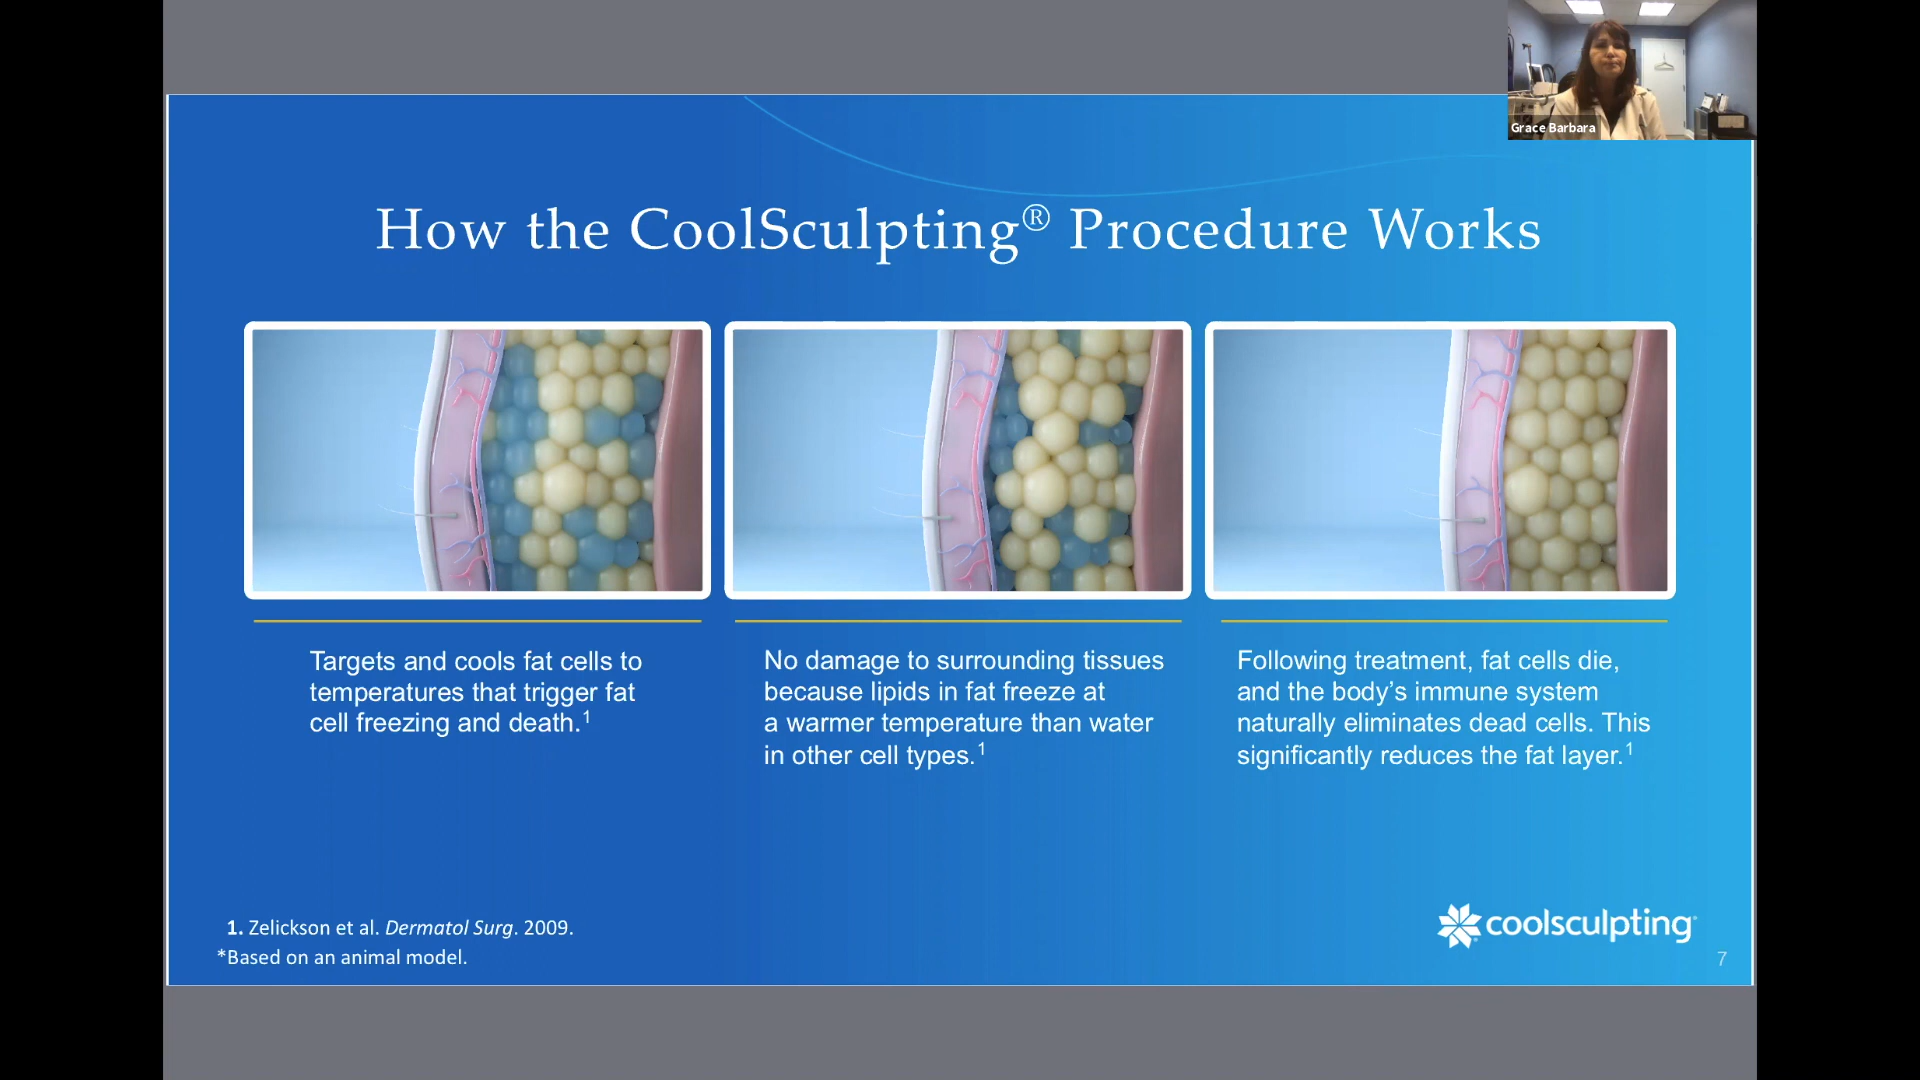 Grace Barbara
How the CoolSculpting® Procedure Works
Targets and cools fat cells to
temperatures that trigger fat
cell freezing and death.¹
No damage to surrounding tissues
because lipids in fat freeze at
a warmer temperature than water
in other cell types.¹
Following treatment, fat cells die,
and the body’s immune system
naturally eliminates dead cells. This
significantly reduces the fat layer.¹
1. Zelickson et al. Dermatol Surg. 2009.
*Based on an animal model.
coolsculpting
7